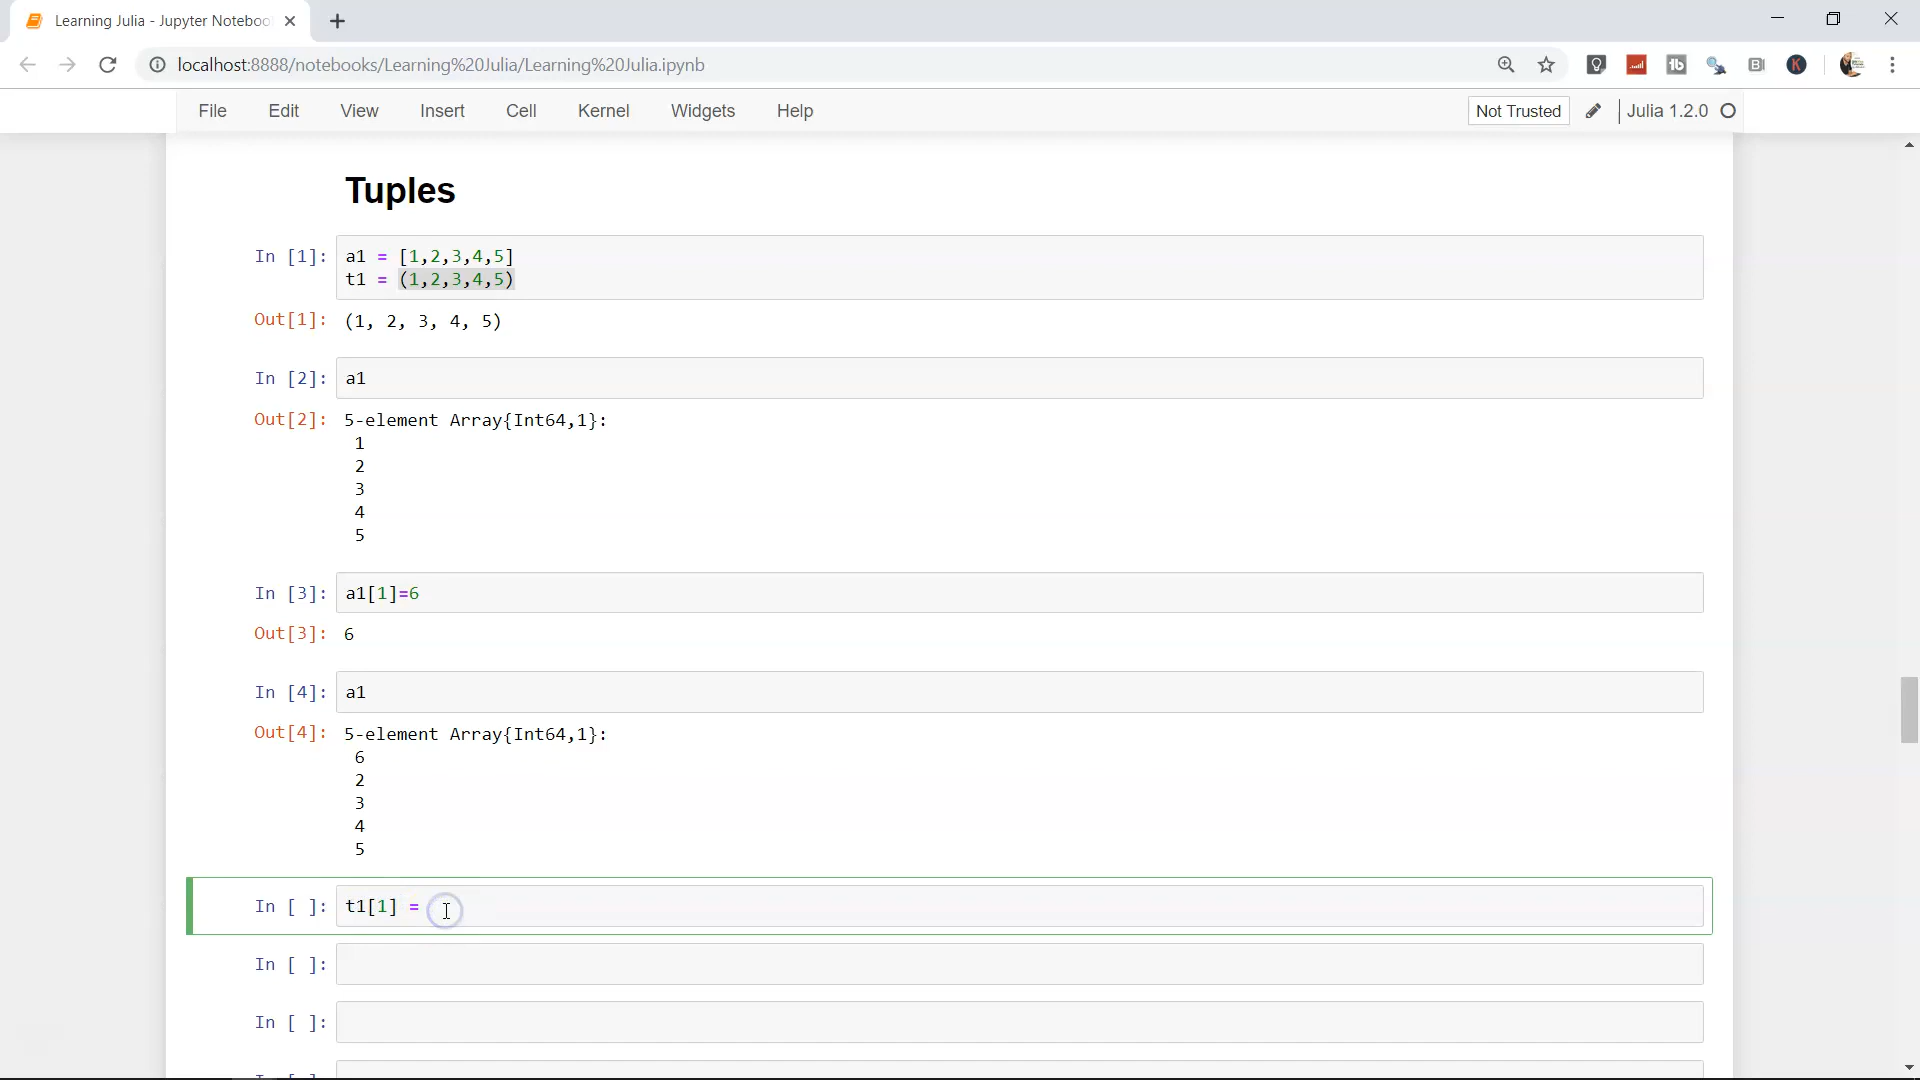 Learning Julia - Jupyter Noteboo
localhost:8888/notebooks/Learning%20Julia/Learning%20Julia.ipynb
File Edit View Insert Cell Kernel Widgets Help
Not Trusted
Julia 1.2.0
Tuples
In [1]: a1 = [1,2,3,4,5]
t1 = (1,2,3,4,5)
Out[1]: (1, 2, 3, 4, 5)
In [2]: a1
Out[2]: 5-element Array{Int64,1}:
1
2
3
4
5
In [3]: a1[1]=6
Out[3]: 6
In [4]: a1
Out[4]: 5-element Array{Int64,1}:
6
2
3
4
5
In [ ]: t1[1] =
In [ ]:
In [ ]: